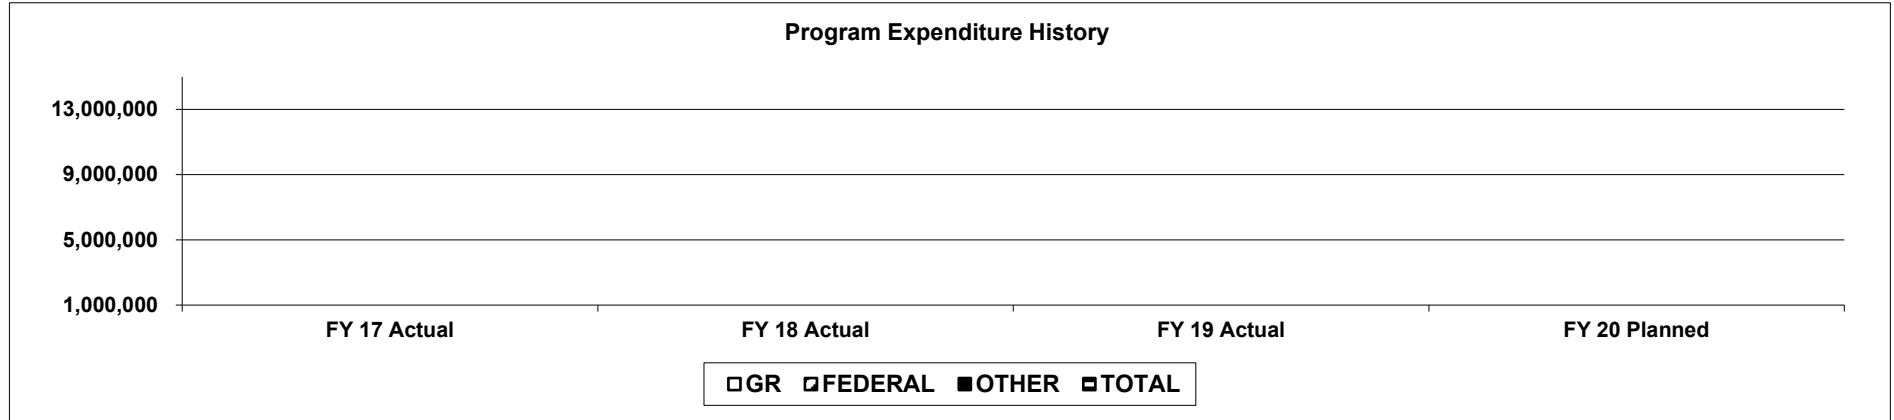 Program Expenditure History
13,000,000
9,000,000
5,000,000
1,000,000
FY 17 Actual FY 18 Actual FY 19 Actual FY 20 Planned
GR FEDERAL OTHER TOTAL